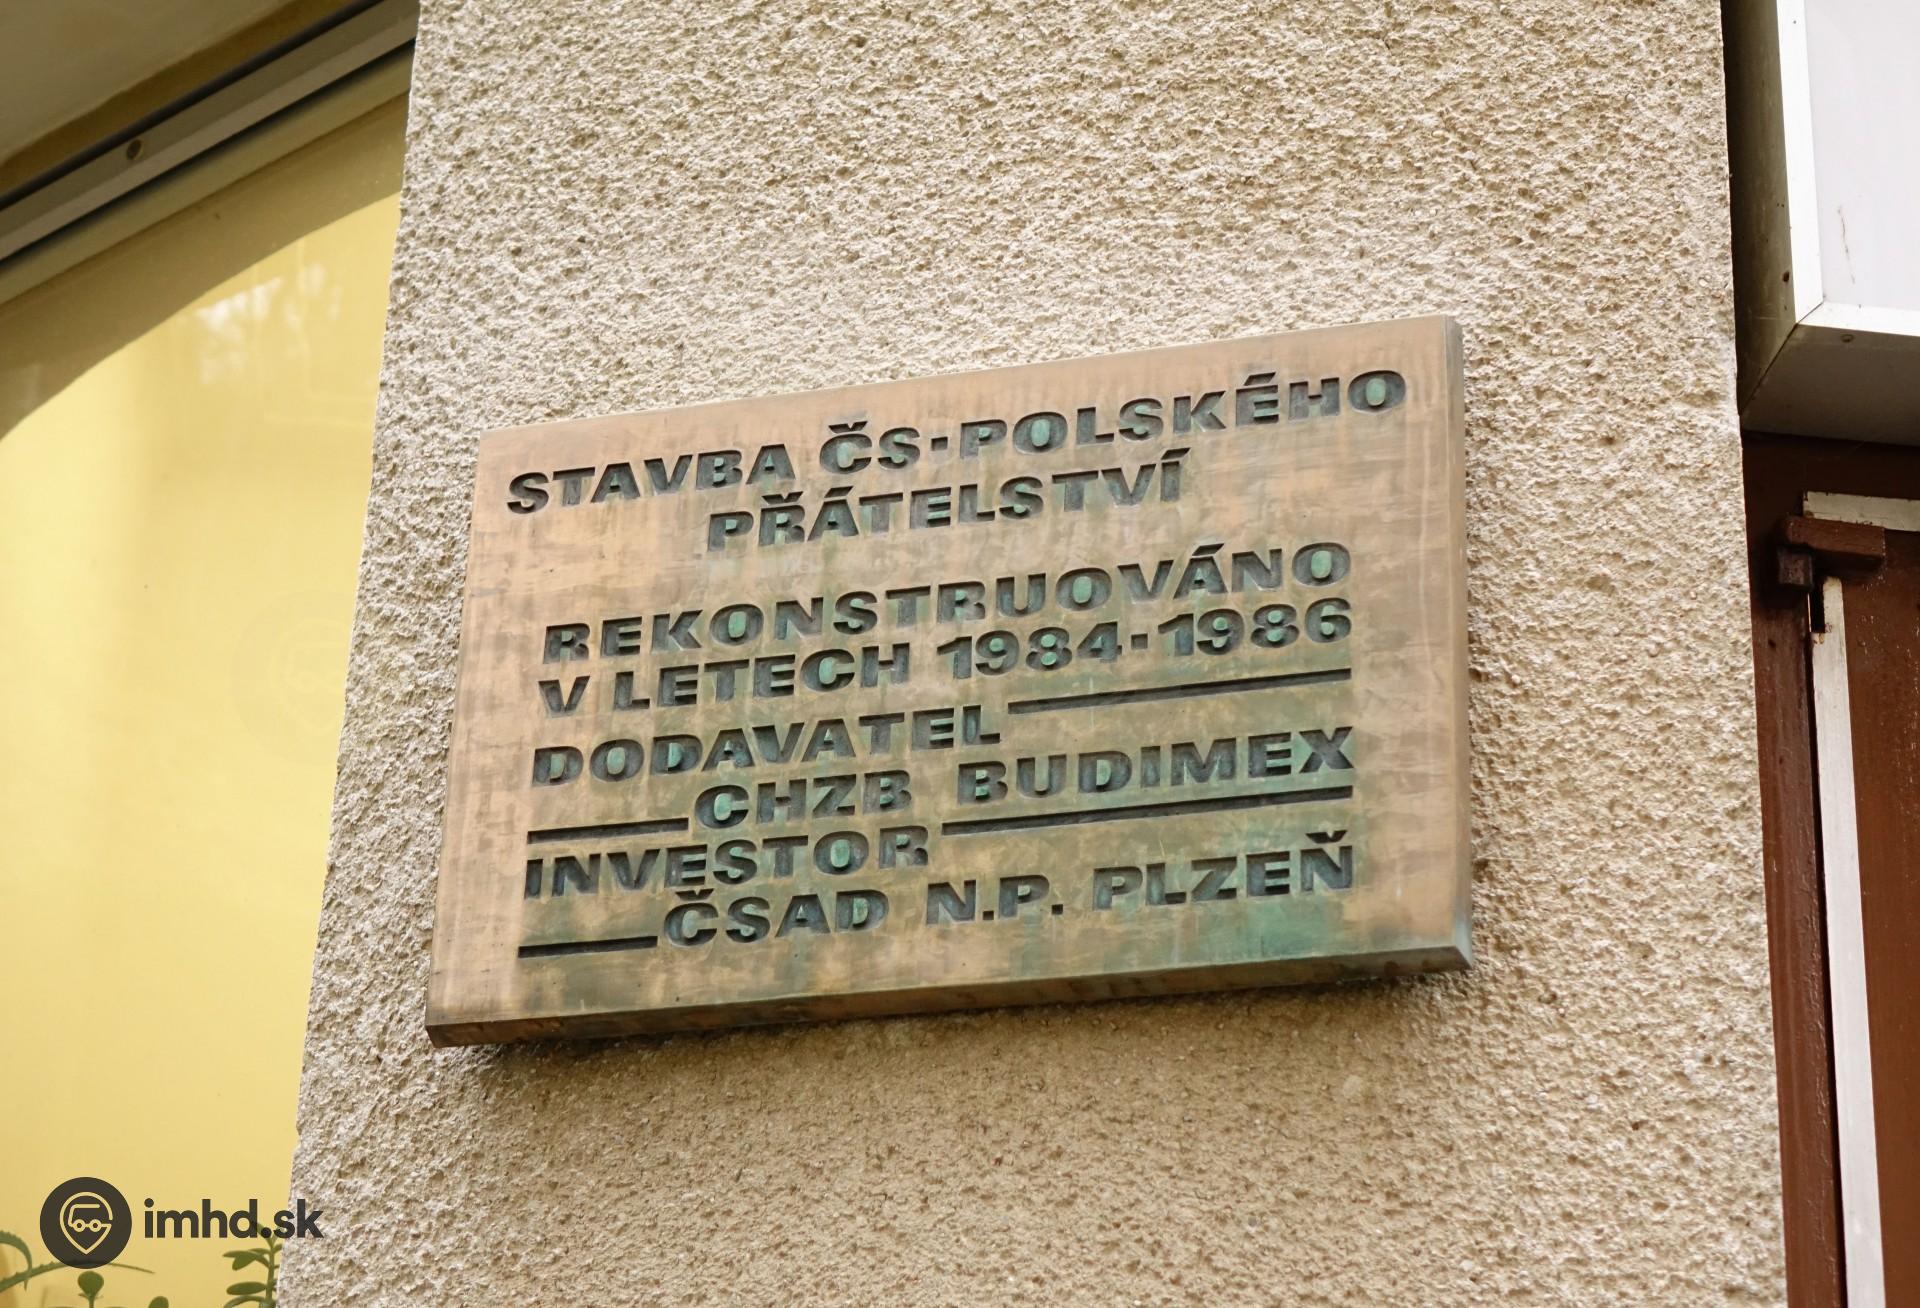 STAVBA ČS·POLSKÉHO
PŘÁTELSTVÍ
REKONSTRUOVÁNO
V LETECH 1984·1986
DODAVATEL
CHZB BUDIMEX
INVESTOR
ČSAD N.P. PLZEŇ
imhd.sk